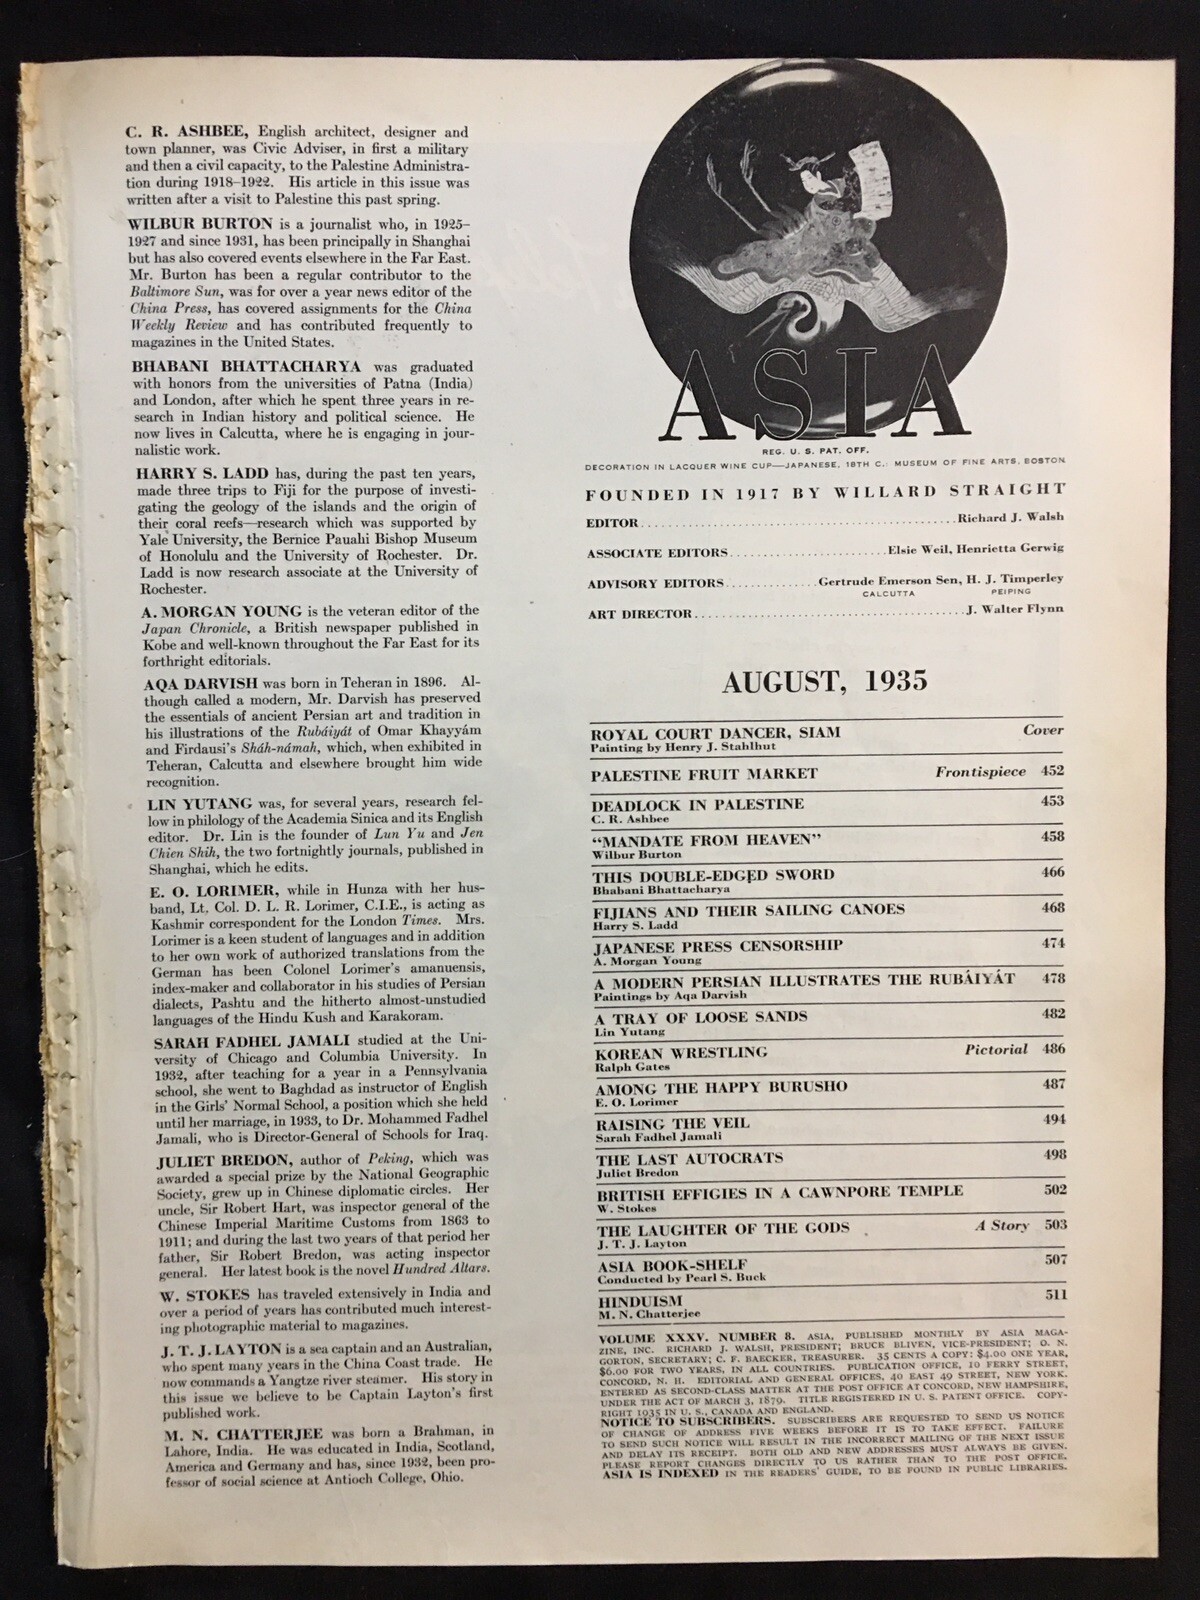 C. R. ASHBEE, English architect, designer and
town planner, was Civic Adviser, in first a military
and then a civil capacity, to the Palestine Administra-
tion during 1918–1922. His article in this issue was
written after a visit to Palestine this past spring.
WILBUR BURTON is a journalist who, in 1925–
1927 and since 1931, has been principally in Shanghai
but has also covered events elsewhere in the Far East.
Mr. Burton has been a regular contributor to the
Baltimore Sun, was for over a year news editor of the
China Press, has covered assignments for the China
Weekly Review and has contributed frequently to
magazines in the United States.
BHABANI BHATTACHARYA was graduated
with honors from the universities of Patna (India)
and London, after which he spent three years in re-
search in Indian history and political science. He
now lives in Calcutta, where he is engaging in jour-
nalistic work.
HARRY S. LADD has, during the past ten years,
made three trips to Fiji for the purpose of investi-
gating the geology of the islands and the origin of
their coral reefs—research which was supported by
Yale University, the Bernice Pauahi Bishop Museum
of Honolulu and the University of Rochester. Dr.
Ladd is now research associate at the University of
Rochester.
A. MORGAN YOUNG is the veteran editor of the
Japan Chronicle, a British newspaper published in
Kobe and well-known throughout the Far East for its
forthright editorials.
AQA DARVISH was born in Teheran in 1896. Al-
though called a modern, Mr. Darvish has preserved
the essentials of ancient Persian art and tradition in
his illustrations of the Rubáiyát of Omar Khayyám
and Firdausi's Sháh-námah, which, when exhibited in
Teheran, Calcutta and elsewhere brought him wide
recognition.
LIN YUTANG was, for several years, research fel-
low in philology of the Academia Sinica and its English
editor. Dr. Lin is the founder of Lun Yu and Jen
Chien Shih, the two fortnightly journals, published in
Shanghai, which he edits.
E. O. LORIMER, while in Hunza with her hus-
band, Lt. Col. D. L. R. Lorimer, C.I.E., is acting as
Kashmir correspondent for the London Times. Mrs.
Lorimer is a keen student of languages and in addition
to her own work of authorized translations from the
German has been Colonel Lorimer's amanuensis,
index-maker and collaborator in his studies of Persian
dialects, Pashtu and the hitherto almost-unstudied
languages of the Hindu Kush and Karakoram.
SARAH FADHEL JAMALI studied at the Uni-
versity of Chicago and Columbia University. In
1932, after teaching for a year in a Pennsylvania
school, she went to Baghdad as instructor of English
in the Girls' Normal School, a position which she held
until her marriage, in 1933, to Dr. Mohammed Fadhel
Jamali, who is Director-General of Schools for Iraq.
JULIET BREDON, author of Peking, which was
awarded a special prize by the National Geographic
Society, grew up in Chinese diplomatic circles. Her
uncle, Sir Robert Hart, was inspector general of the
Chinese Imperial Maritime Customs from 1863 to
1911; and during the last two years of that period her
father, Sir Robert Bredon, was acting inspector
general. Her latest book is the novel Hundred Altars.
W. STOKES has traveled extensively in India and
over a period of years has contributed much interest-
ing photographic material to magazines.
J. T. J. LAYTON is a sea captain and an Australian,
who spent many years in the China Coast trade. He
now commands a Yangtze river steamer. His story in
this issue we believe to be Captain Layton's first
published work.
M. N. CHATTERJEE was born a Brahman, in
Lahore, India. He was educated in India, Scotland,
America and Germany and has, since 1932, been pro-
fessor of social science at Antioch College, Ohio.
ASIA
REG. U. S. PAT. OFF.
DECORATION IN LACQUER WINE CUP—JAPANESE, 18TH C.: MUSEUM OF FINE ARTS, BOSTON
FOUNDED IN 1917 BY WILLARD STRAIGHT
EDITOR Richard J. Walsh
ASSOCIATE EDITORS Elsie Weil, Henrietta Gerwig
ADVISORY EDITORS Gertrude Emerson Sen, H. J. Timperley
CALCUTTA PEIPING
ART DIRECTOR J. Walter Flynn
AUGUST, 1935
ROYAL COURT DANCER, SIAM Cover
Painting by Henry J. Stahlhut
PALESTINE FRUIT MARKET Frontispiece 452
DEADLOCK IN PALESTINE 453
C. R. Ashbee
“MANDATE FROM HEAVEN” 458
Wilbur Burton
THIS DOUBLE-EDGED SWORD 466
Bhabani Bhattacharya
FIJIANS AND THEIR SAILING CANOES 468
Harry S. Ladd
JAPANESE PRESS CENSORSHIP 474
A. Morgan Young
A MODERN PERSIAN ILLUSTRATES THE RUBÁIYÁT 478
Paintings by Aqa Darvish
A TRAY OF LOOSE SANDS 482
Lin Yutang
KOREAN WRESTLING Pictorial 486
Ralph Gates
AMONG THE HAPPY BURUSHO 487
E. O. Lorimer
RAISING THE VEIL 494
Sarah Fadhel Jamali
THE LAST AUTOCRATS 498
Juliet Bredon
BRITISH EFFIGIES IN A CAWNPORE TEMPLE 502
W. Stokes
THE LAUGHTER OF THE GODS A Story 503
J. T. J. Layton
ASIA BOOK-SHELF 507
Conducted by Pearl S. Buck
HINDUISM 511
M. N. Chatterjee
VOLUME XXXV. NUMBER 8. ASIA, PUBLISHED MONTHLY BY ASIA MAGA-
ZINE, INC. RICHARD J. WALSH, PRESIDENT; BRUCE BLIVEN, VICE-PRESIDENT; O. N.
GORTON, SECRETARY; C. F. BAECKER, TREASURER. 35 CENTS A COPY: $4.00 ONE YEAR,
$6.00 FOR TWO YEARS, IN ALL COUNTRIES. PUBLICATION OFFICE, 10 FERRY STREET,
CONCORD, N. H. EDITORIAL AND GENERAL OFFICES, 40 EAST 49 STREET, NEW YORK.
ENTERED AS SECOND-CLASS MATTER AT THE POST OFFICE AT CONCORD, NEW HAMPSHIRE,
UNDER THE ACT OF MARCH 3, 1879. TITLE REGISTERED IN U. S. PATENT OFFICE. COPY-
RIGHT 1935 IN U. S., CANADA AND ENGLAND.
NOTICE TO SUBSCRIBERS. SUBSCRIBERS ARE REQUESTED TO SEND US NOTICE
OF CHANGE OF ADDRESS FIVE WEEKS BEFORE IT IS TO TAKE EFFECT. FAILURE
TO SEND SUCH NOTICE WILL RESULT IN THE INCORRECT MAILING OF THE NEXT ISSUE
AND DELAY ITS RECEIPT. BOTH OLD AND NEW ADDRESSES MUST ALWAYS BE GIVEN.
PLEASE REPORT CHANGES DIRECTLY TO US RATHER THAN TO THE POST OFFICE.
ASIA IS INDEXED IN THE READERS' GUIDE, TO BE FOUND IN PUBLIC LIBRARIES.